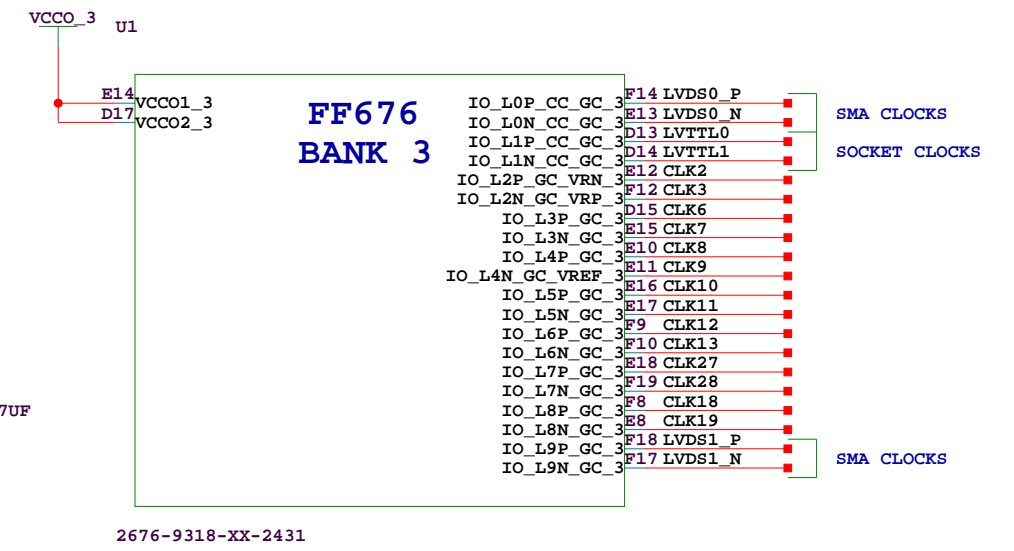 VCCO_3
U1
E14 VCCO1_3
D17 VCCO2_3
FF676
BANK 3
IO_L0P_CC_GC_3 F14 LVDS0_P
IO_L0N_CC_GC_3 E13 LVDS0_N
SMA CLOCKS
IO_L1P_CC_GC_3 D13 LVTTL0
IO_L1N_CC_GC_3 D14 LVTTL1
SOCKET CLOCKS
IO_L2P_GC_VRN_3 E12 CLK2
IO_L2N_GC_VRP_3 F12 CLK3
IO_L3P_GC_3 D15 CLK6
IO_L3N_GC_3 E15 CLK7
IO_L4P_GC_3 E10 CLK8
IO_L4N_GC_VREF_3 E11 CLK9
IO_L5P_GC_3 E16 CLK10
IO_L5N_GC_3 E17 CLK11
IO_L6P_GC_3 F9 CLK12
IO_L6N_GC_3 F10 CLK13
IO_L7P_GC_3 E18 CLK27
IO_L7N_GC_3 F19 CLK28
IO_L8P_GC_3 F8 CLK18
IO_L8N_GC_3 E8 CLK19
IO_L9P_GC_3 F18 LVDS1_P
IO_L9N_GC_3 F17 LVDS1_N
SMA CLOCKS
7UF
2676-9318-XX-2431